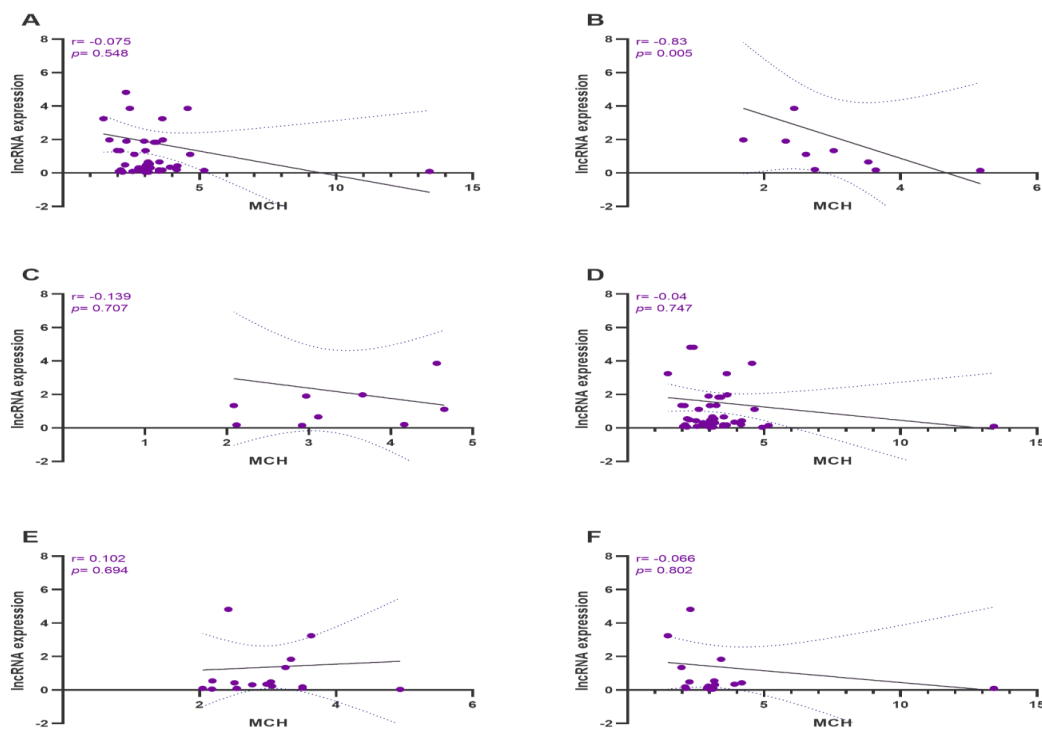 A
r= -0.075
p= 0.548
lncRNA expression
8
6
4
2
0
-2
5
10
15
MCH
B
r= -0.83
p= 0.005
lncRNA expression
8
6
4
2
0
-2
2
4
6
MCH
C
r= -0.139
p= 0.707
lncRNA expression
8
6
4
2
0
-2
1
2
3
4
5
MCH
D
r= -0.04
p= 0.747
lncRNA expression
8
6
4
2
0
-2
5
10
15
MCH
E
r= 0.102
p= 0.694
lncRNA expression
8
6
4
2
0
-2
2
4
6
MCH
F
r= -0.066
p= 0.802
lncRNA expression
8
6
4
2
0
-2
5
10
15
MCH